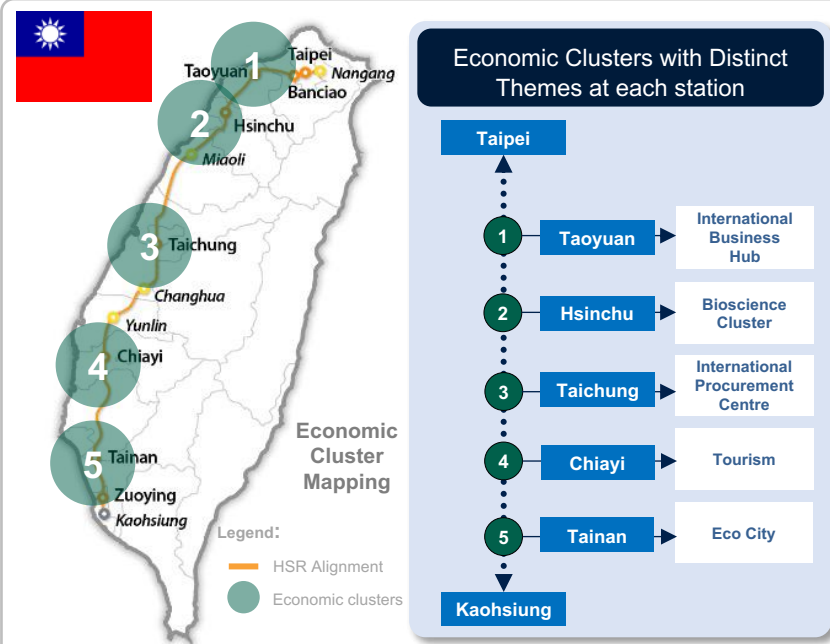 Taipei
Taoyuan
1
Nangang
Banciao
2
Hsinchu
Miaoli
3
Taichung
Changhua
Yunlin
4
Chiayi
5
Tainan
Zuoying
Kaohsiung
Economic
Cluster
Mapping
Legend:
HSR Alignment
Economic clusters
Economic Clusters with Distinct
Themes at each station
Taipei
1
Taoyuan
International
Business
Hub
2
Hsinchu
Bioscience
Cluster
3
Taichung
International
Procurement
Centre
4
Chiayi
Tourism
5
Tainan
Eco City
Kaohsiung